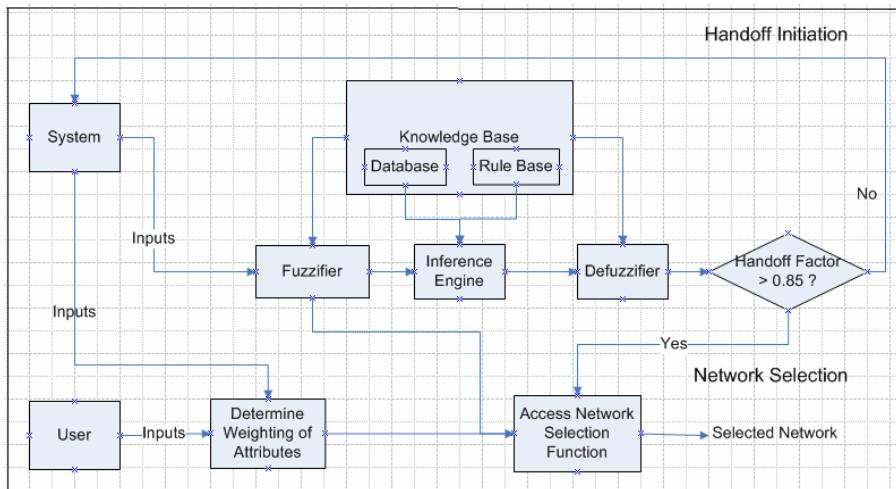 Handoff Initiation
System
Knowledge Base
Database
Rule Base
No
Inputs
Fuzzifier
Inference
Engine
Defuzzifier
Handoff Factor
> 0.85 ?
Inputs
Yes
Network Selection
User
Inputs
Determine
Weighting of
Attributes
Access Network
Selection
Function
Selected Network